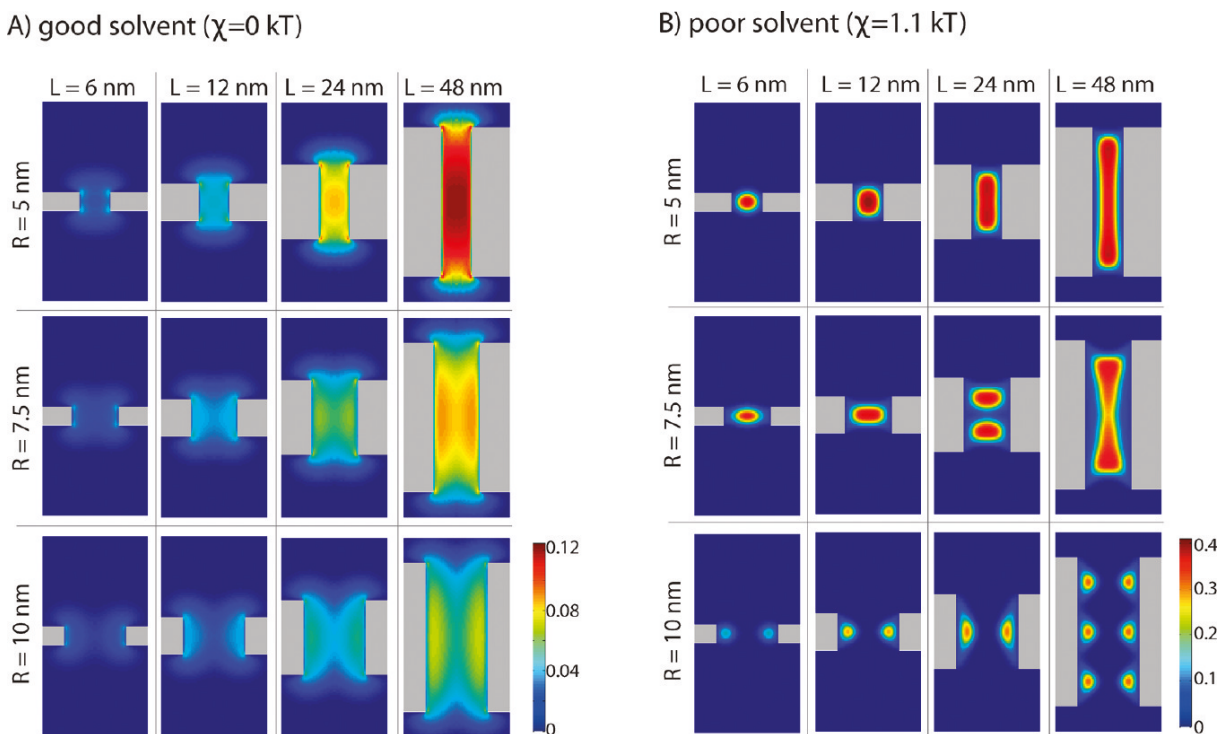 A) good solvent (χ=0 kT)
L = 6 nm
L = 12 nm
L = 24 nm
L = 48 nm
R = 5 nm
R = 7.5 nm
R = 10 nm
0.12
0.08
0.04
0
B) poor solvent (χ=1.1 kT)
L = 6 nm
L = 12 nm
L = 24 nm
L = 48 nm
R = 5 nm
R = 7.5 nm
R = 10 nm
0.4
0.3
0.2
0.1
0